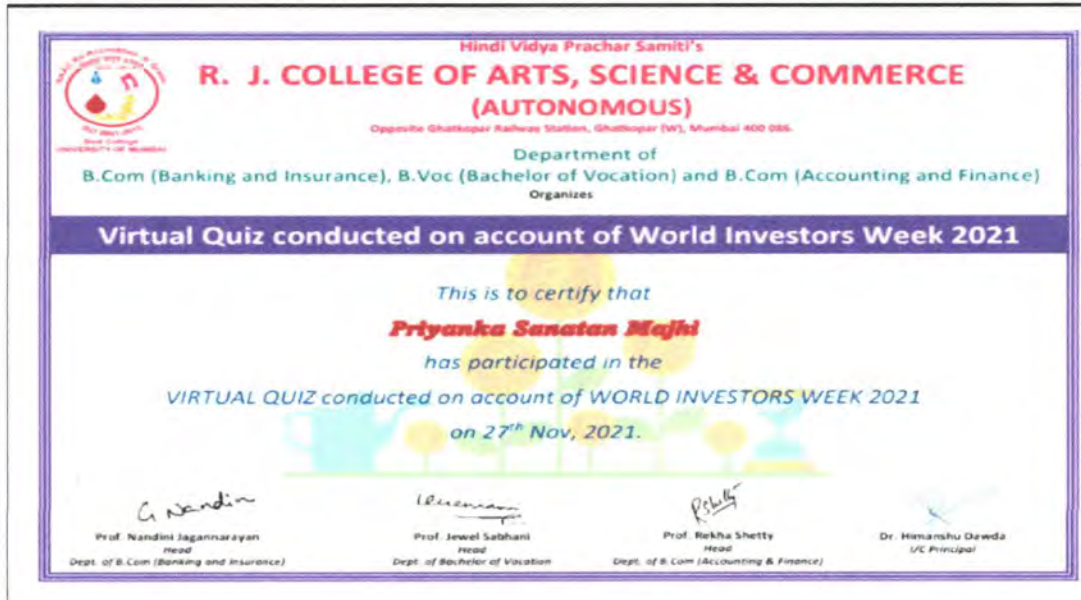 Hindi Vidya Prachar Samiti's
R. J. COLLEGE OF ARTS, SCIENCE & COMMERCE
(AUTONOMOUS)
Opposite Ghatkopar Railway Station, Ghatkopar (W), Mumbai 400 086.
UNIVERSITY OF MUMBAI
Department of
B.Com (Banking and Insurance), B.Voc (Bachelor of Vocation) and B.Com (Accounting and Finance)
Organizes
Virtual Quiz conducted on account of World Investors Week 2021
This is to certify that
Priyanka Sanatan Majhi
has participated in the
VIRTUAL QUIZ conducted on account of WORLD INVESTORS WEEK 2021
on 27th Nov, 2021.
G Nandin
RShetty
Prof. Nandini Jagannarayan
Head
Dept. of B.Com (Banking and Insurance)
Prof. Jewel Sabhani
Head
Dept. of Bachelor of Vocation
Prof. Rekha Shetty
Head
Dept. of B.Com (Accounting & Finance)
Dr. Himanshu Dawda
I/C Principal